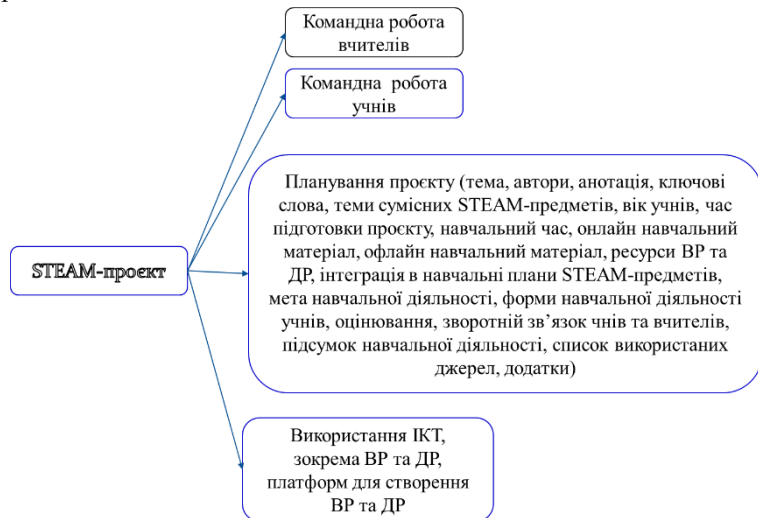 Командна робота
вчителів
Командна робота
учнів
Планування проєкту (тема, автори, анотація, ключові
слова, теми сумісних STEAM-предметів, вік учнів, час
підготовки проєкту, навчальний час, онлайн навчальний
матеріал, офлайн навчальний матеріал, ресурси ВР та
ДР, інтеграція в навчальні плани STEAM-предметів,
мета навчальної діяльності, форми навчальної діяльності
учнів, оцінювання, зворотній зв’язок чнів та вчителів,
підсумок навчальної діяльності, список використаних
джерел, додатки)
STEAM-проєкт
Використання ІКТ,
зокрема ВР та ДР,
платформ для створення
ВР та ДР